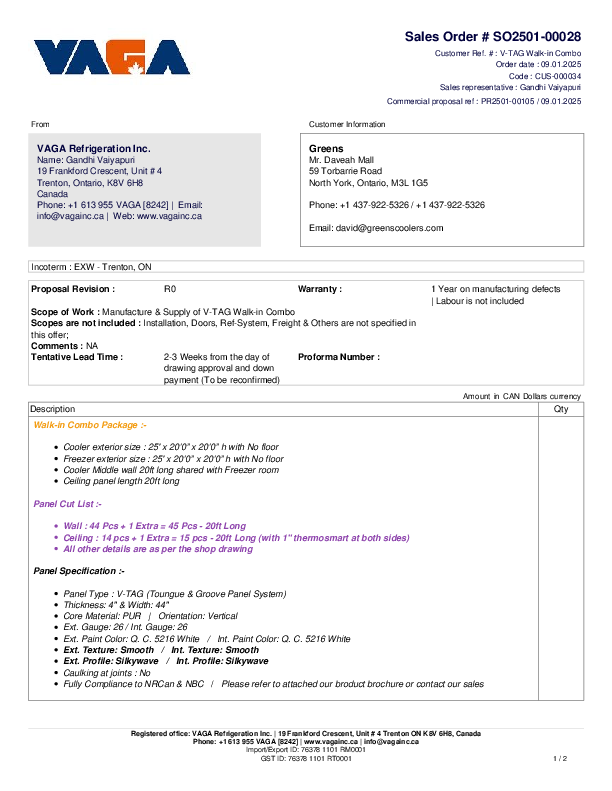 VAGA
Sales Order # SO2501-00028
Customer Ref. # : V-TAG Walk-in Combo
Order date : 09.01.2025
Code : CUS-000034
Sales representative : Gandhi Vaiyapuri
Commercial proposal ref : PR2501-00105 / 09.01.2025
From
VAGA Refrigeration Inc.
Name: Gandhi Vaiyapuri
19 Frankford Crescent, Unit # 4
Trenton, Ontario, K8V 6H8
Canada
Phone: +1 613 955 VAGA [8242] | Email:
info@vagainc.ca | Web: www.vagainc.ca
Customer Information
Greens
Mr. Daveah Mall
59 Torbarrie Road
North York, Ontario, M3L 1G5
Phone: +1 437-922-5326 / +1 437-922-5326
Email: david@greenscoolers.com
Incoterm : EXW - Trenton, ON
Proposal Revision : R0 Warranty : 1 Year on manufacturing defects
| Labour is not included
Scope of Work : Manufacture & Supply of V-TAG Walk-in Combo
Scopes are not included : Installation, Doors, Ref-System, Freight & Others are not specified in
this offer;
Comments : NA
Tentative Lead Time : 2-3 Weeks from the day of Proforma Number :
drawing approval and down
payment (To be reconfirmed)
Amount in CAN Dollars currency
Description Qty
Walk-in Combo Package :-
• Cooler exterior size : 25' x 20'0" x 20'0" h with No floor
• Freezer exterior size : 25' x 20'0" x 20'0" h with No floor
• Cooler Middle wall 20ft long shared with Freezer room
• Ceiling panel length 20ft long
Panel Cut List :-
• Wall : 44 Pcs + 1 Extra = 45 Pcs - 20ft Long
• Ceiling : 14 pcs + 1 Extra = 15 pcs - 20ft Long (with 1" thermosmart at both sides)
• All other details are as per the shop drawing
Panel Specification :-
• Panel Type : V-TAG (Toungue & Groove Panel System)
• Thickness: 4" & Width: 44"
• Core Material: PUR | Orientation: Vertical
• Ext. Gauge: 26 / Int. Gauge: 26
• Ext. Paint Color: Q. C. 5216 White / Int. Paint Color: Q. C. 5216 White
• Ext. Texture: Smooth / Int. Texture: Smooth
• Ext. Profile: Silkywave / Int. Profile: Silkywave
• Caulking at joints : No
• Fully Compliance to NRCan & NBC / Please refer to attached our broduct brochure or contact our sales
Registered office: VAGA Refrigeration Inc. | 19 Frankford Crescent, Unit # 4 Trenton ON K8V 6H8, Canada
Phone: +1 613 955 VAGA [8242] | www.vagainc.ca | info@vagainc.ca
Import/Export ID: 76378 1101 RM0001
GST ID: 76378 1101 RT0001
1 / 2